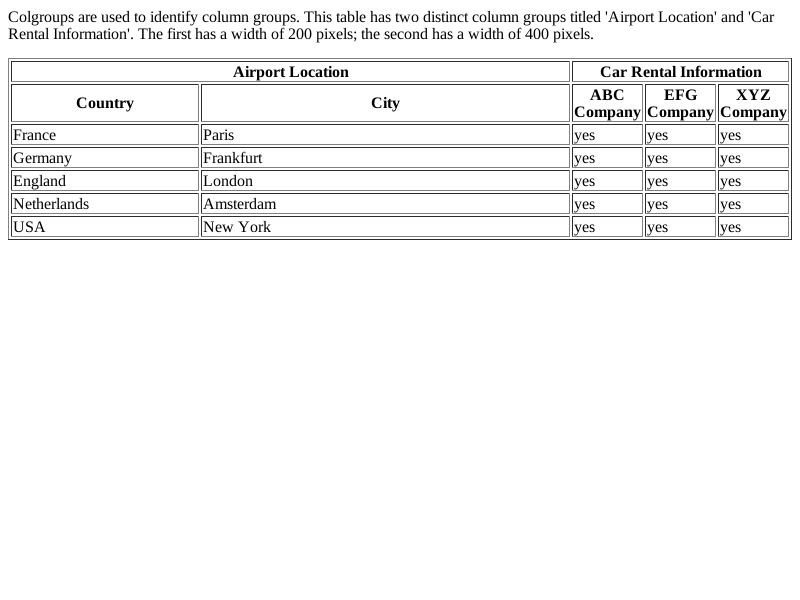 Colgroups are used to identify column groups. This table has two distinct column groups titled 'Airport Location' and 'Car
Rental Information'. The first has a width of 200 pixels; the second has a width of 400 pixels.
Airport Location Car Rental Information
Country City ABC Company EFG Company XYZ Company
France Paris yes yes yes
Germany Frankfurt yes yes yes
England London yes yes yes
Netherlands Amsterdam yes yes yes
USA New York yes yes yes